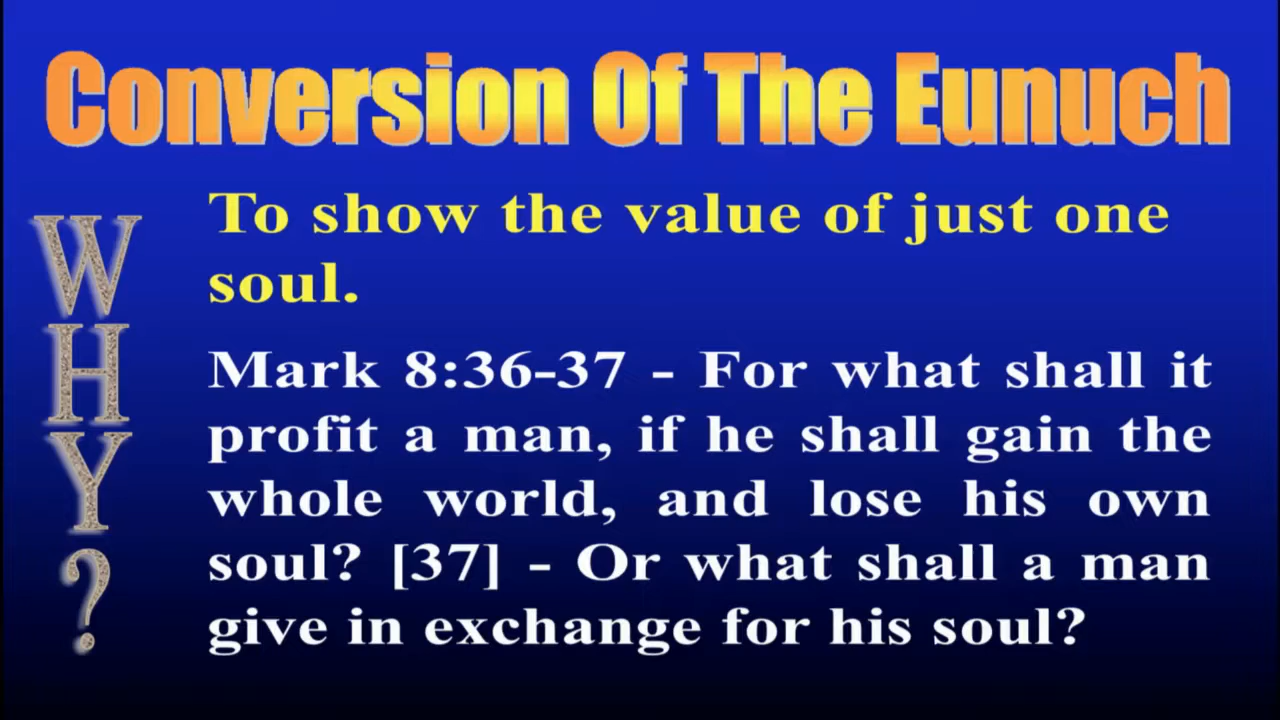 Conversion Of The Eunuch
W
H
Y
?
To show the value of just one
soul.
Mark 8:36-37 - For what shall it
profit a man, if he shall gain the
whole world, and lose his own
soul? [37] - Or what shall a man
give in exchange for his soul?